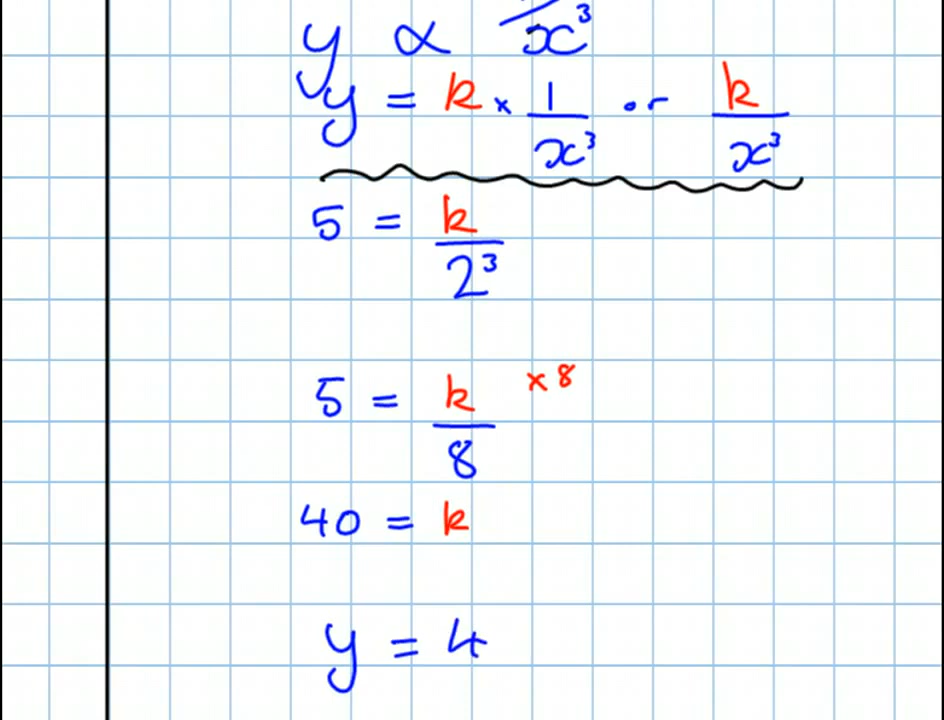 y ∝ 1/x³
y = k × 1/x³ or k/x³
5 = k/2³
5 = k/8 ×8
40 = k
y = 4